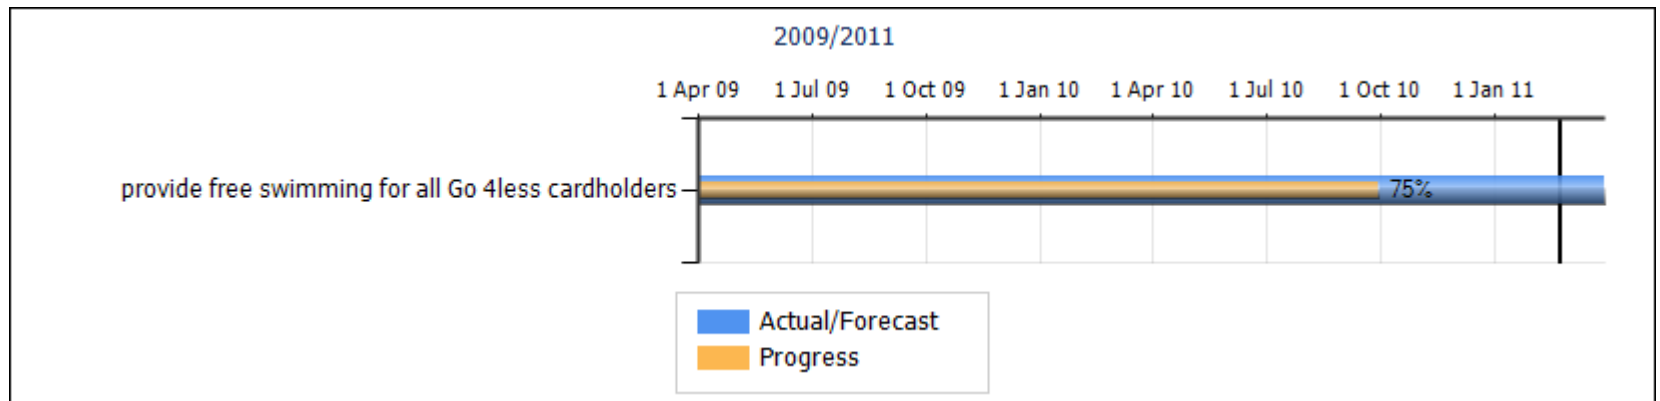 2009/2011
1 Apr 09 1 Jul 09 1 Oct 09 1 Jan 10 1 Apr 10 1 Jul 10 1 Oct 10 1 Jan 11
provide free swimming for all Go 4less cardholders 75%
Actual/Forecast
Progress